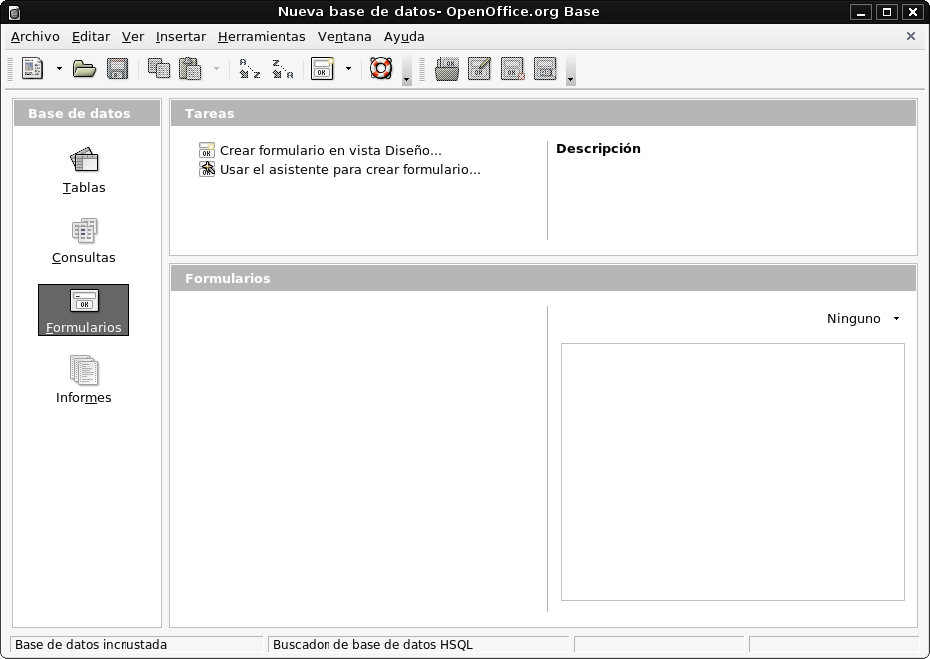 Nueva base de datos- OpenOffice.org Base
Archivo Editar Ver Insertar Herramientas Ventana Ayuda
Base de datos
Tablas
Consultas
Formularios
Informes
Tareas
Crear formulario en vista Diseño...
Usar el asistente para crear formulario...
Descripción
Formularios
Ninguno
Base de datos incrustada
Buscador de base de datos HSQL